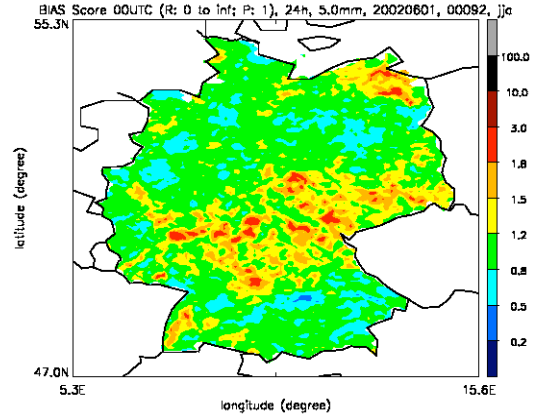 BIAS Score 00UTC (R: 0 to inf; P: 1), 24h, 5.0mm, 20020601, 00092, jja
55.3N
100.0
10.0
3.0
1.8
1.5
1.2
0.8
0.5
0.2
latitude (degree)
47.0N
5.3E
15.6E
longitude (degree)